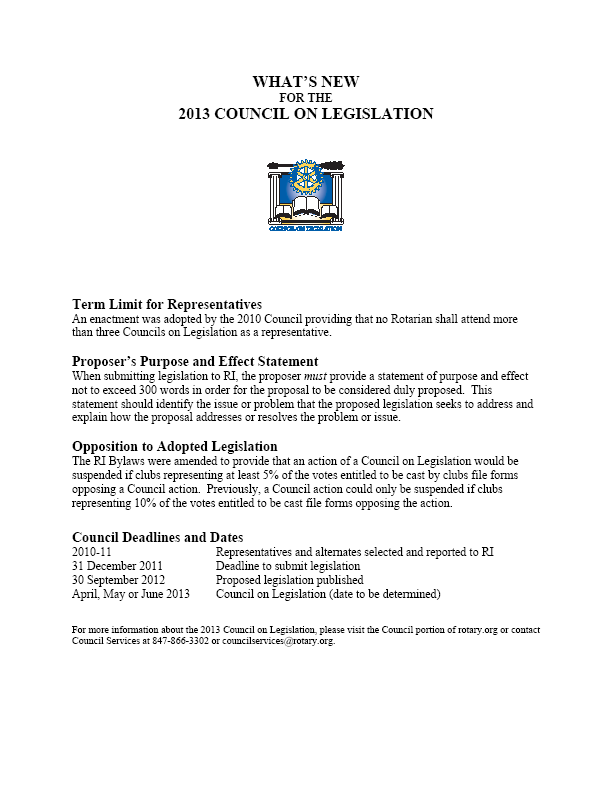 WHAT'S NEW
FOR THE
2013 COUNCIL ON LEGISLATION
COUNCIL ON LEGISLATION
Term Limit for Representatives
An enactment was adopted by the 2010 Council providing that no Rotarian shall attend more
than three Councils on Legislation as a representative.
Proposer's Purpose and Effect Statement
When submitting legislation to RI, the proposer must provide a statement of purpose and effect
not to exceed 300 words in order for the proposal to be considered duly proposed.  This
statement should identify the issue or problem that the proposed legislation seeks to address and
explain how the proposal addresses or resolves the problem or issue.
Opposition to Adopted Legislation
The RI Bylaws were amended to provide that an action of a Council on Legislation would be
suspended if clubs representing at least 5% of the votes entitled to be cast by clubs file forms
opposing a Council action.  Previously, a Council action could only be suspended if clubs
representing 10% of the votes entitled to be cast file forms opposing the action.
Council Deadlines and Dates
2010-11 Representatives and alternates selected and reported to RI
31 December 2011 Deadline to submit legislation
30 September 2012 Proposed legislation published
April, May or June 2013 Council on Legislation (date to be determined)
For more information about the 2013 Council on Legislation, please visit the Council portion of rotary.org or contact
Council Services at 847-866-3302 or councilservices@rotary.org.